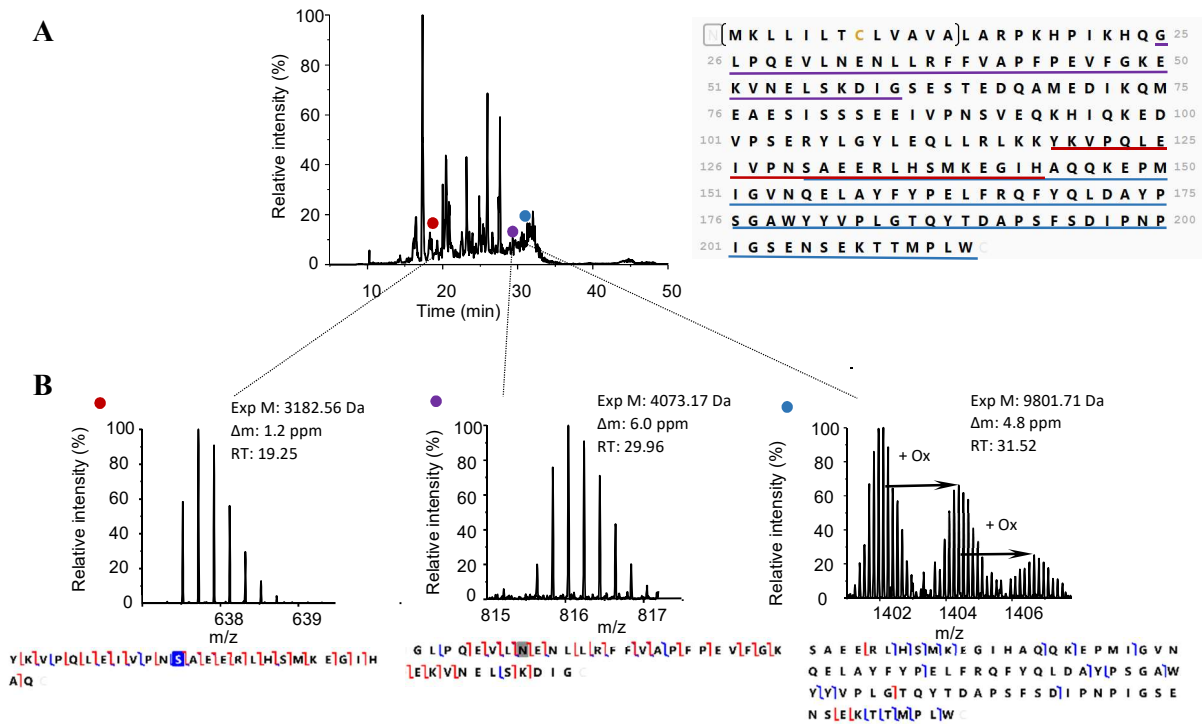 A
Relative intensity (%)
100
80
60
40
20
0
10
20
30
40
50
Time (min)
N M K L L I L T C L V A V A L A R P K H P I K H Q G 25
26 L P Q E V L N E N L L R F F V A P F P E V F G K E 50
51 K V N E L S K D I G S E S T E D Q A M E D I K Q M 75
76 E A E S I S S S E E I V P N S V E Q K H I Q K E D 100
101 V P S E R Y L G Y L E Q L L R L K K Y K V P Q L E 125
126 I V P N S A E E R L H S M K E G I H A Q Q K E P M 150
151 I G V N Q E L A Y F Y P E L F R Q F Y Q L D A Y P 175
176 S G A W Y Y V P L G T Q Y T D A P S F S D I P N P 200
201 I G S E N S E K T T M P L W C
B
Exp M: 3182.56 Da
Δm: 1.2 ppm
RT: 19.25
Relative intensity (%)
100
80
60
40
20
0
638
639
m/z
Y K V P Q L E I V P N S A E E R L H S M K E G I H
A Q C
Exp M: 4073.17 Da
Δm: 6.0 ppm
RT: 29.96
Relative intensity (%)
100
80
60
40
20
0
815
816
817
m/z
G L P Q E V L N E N L L R F F V A P F P E V F G K
E K V N E L S K D I G C
Exp M: 9801.71 Da
Δm: 4.8 ppm
RT: 31.52
Relative intensity (%)
100
80
60
40
20
0
+ Ox
+ Ox
1402
1404
1406
m/z
S A E E R L H S M K E G I H A Q Q K E P M I G V N
Q E L A Y F Y P E L F R Q F Y Q L D A Y P S G A W
Y Y V P L G T Q Y T D A P S F S D I P N P I G S E
N S E K T T M P L W C